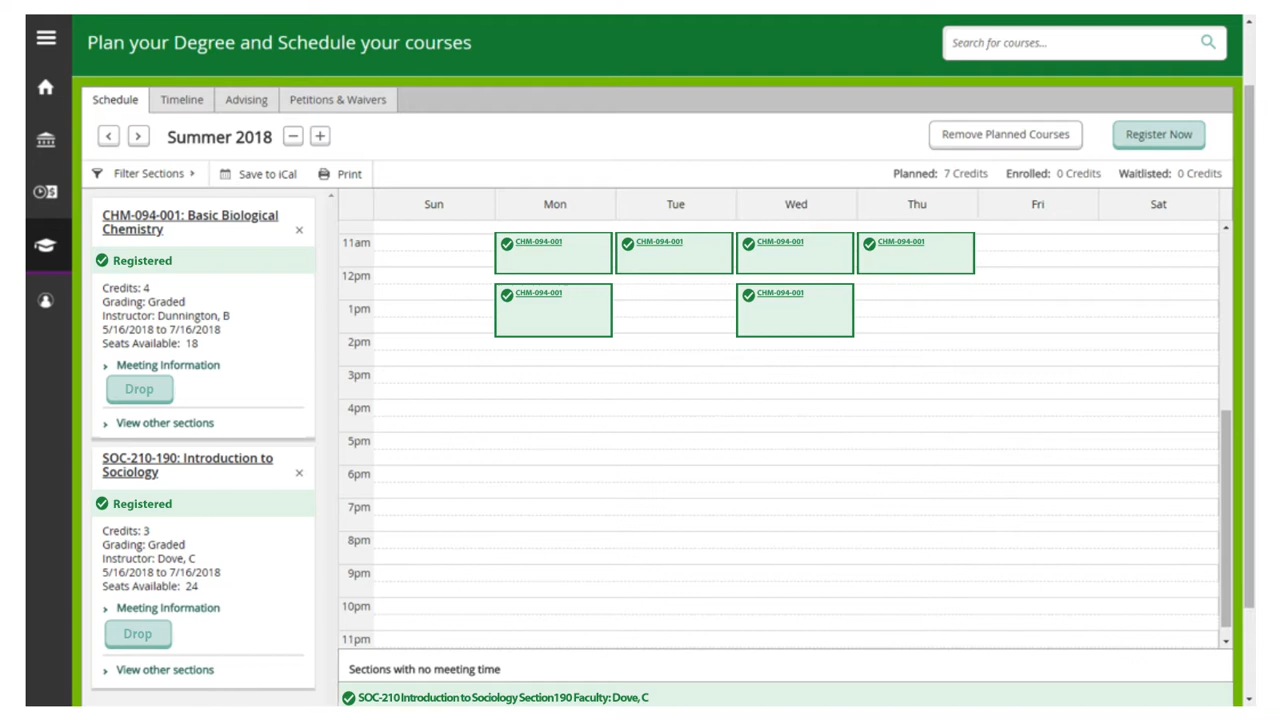 Plan your Degree and Schedule your courses
Search for courses...
Schedule
Timeline
Advising
Petitions & Waivers
Summer 2018
Remove Planned Courses
Register Now
Filter Sections
Save to iCal
Print
Planned: 7 Credits
Enrolled: 0 Credits
Waitlisted: 0 Credits
CHM-094-001: Basic Biological
Chemistry
Registered
Credits: 4
Grading: Graded
Instructor: Dunnington, B
5/16/2018 to 7/16/2018
Seats Available: 18
Meeting Information
Drop
View other sections
SOC-210-190: Introduction to
Sociology
Registered
Credits: 3
Grading: Graded
Instructor: Dove, C
5/16/2018 to 7/16/2018
Seats Available: 24
Meeting Information
Drop
View other sections
Sun
Mon
Tue
Wed
Thu
Fri
Sat
11am
CHM-094-001
CHM-094-001
CHM-094-001
CHM-094-001
12pm
CHM-094-001
CHM-094-001
1pm
2pm
3pm
4pm
5pm
6pm
7pm
8pm
9pm
10pm
11pm
Sections with no meeting time
SOC-210 Introduction to Sociology Section190 Faculty: Dove, C